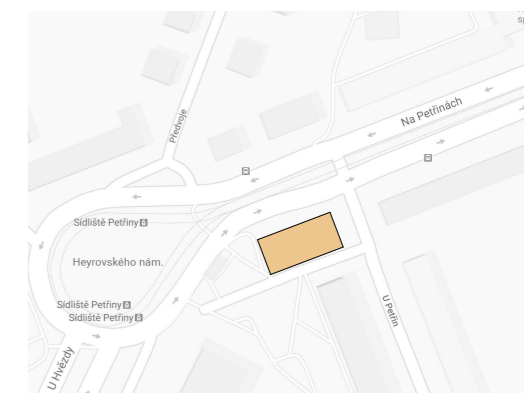 Na Petřinách
Předvoje
Sídliště Petřiny
Heyrovského nám.
Sídliště Petřiny
Sídliště Petřiny
U Petřin
U Hvězdy